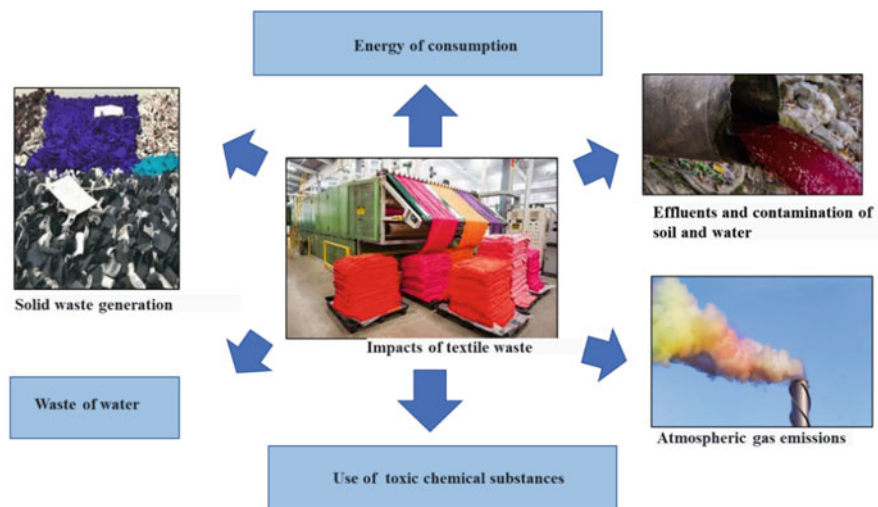 Energy of consumption
Effluents and contamination of
soil and water
Solid waste generation
Impacts of textile waste
Waste of water
Atmospheric gas emissions
Use of toxic chemical substances